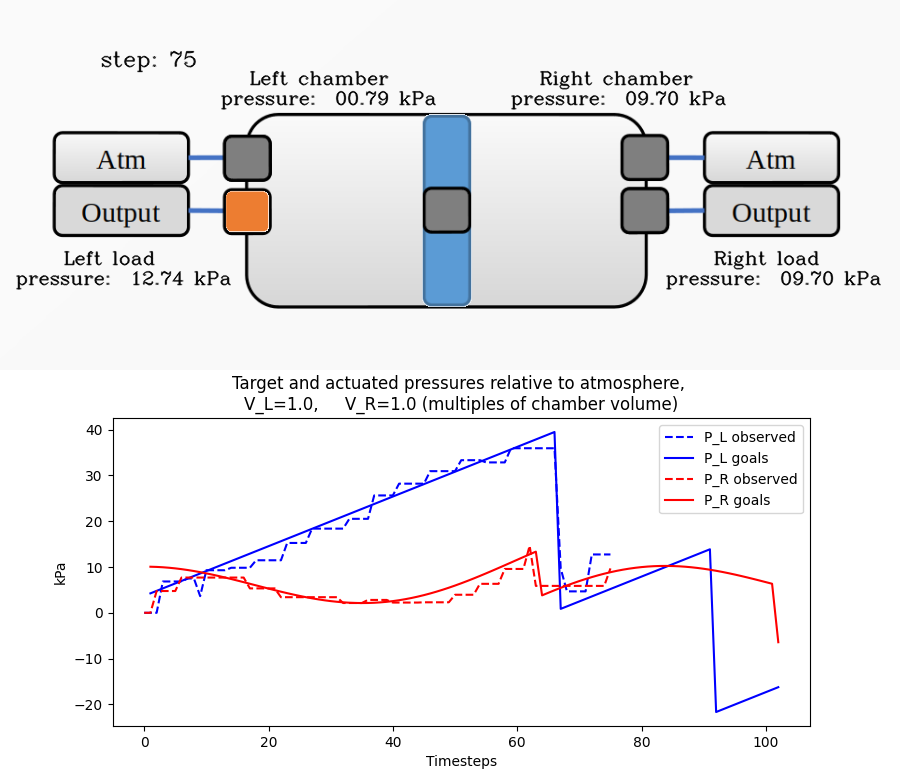 step: 75
Left chamber
pressure: 00.79 kPa
Right chamber
pressure: 09.70 kPa
Atm
Output
Atm
Output
Left load
pressure: 12.74 kPa
Right load
pressure: 09.70 kPa
Target and actuated pressures relative to atmosphere,
V_L=1.0, V_R=1.0 (multiples of chamber volume)
40
30
20
10
0
−10
−20
kPa
P_L observed
P_L goals
P_R observed
P_R goals
0 20 40 60 80 100
Timesteps